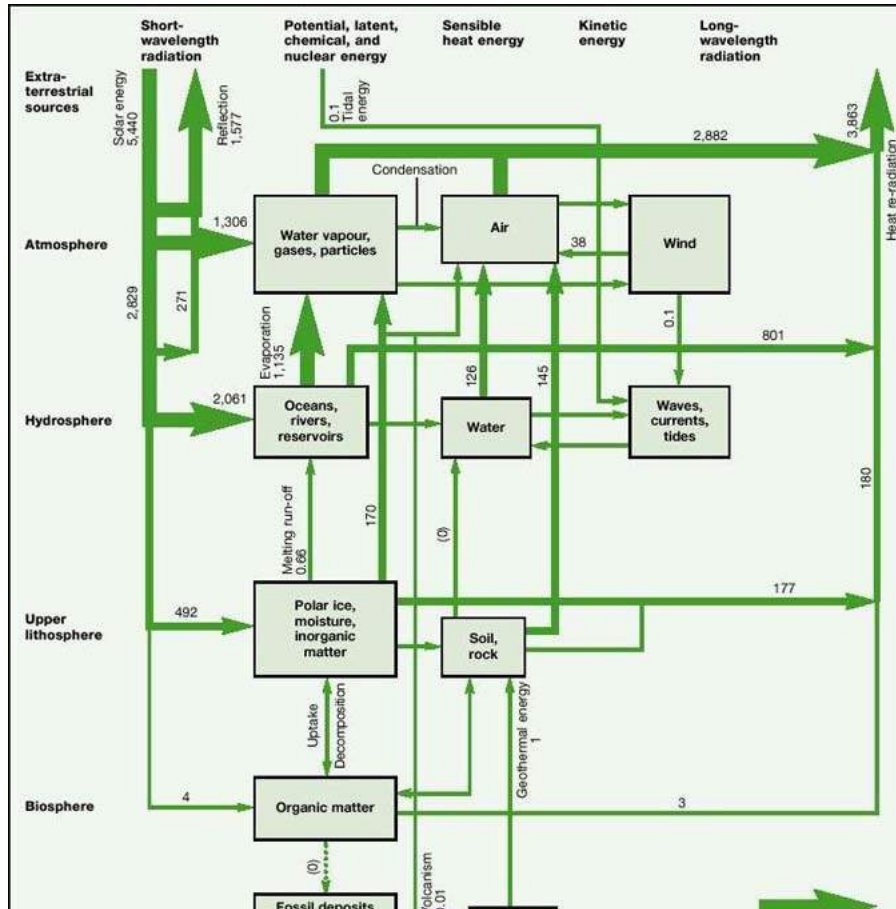 Short-
wavelength
radiation
Potential, latent,
chemical, and
nuclear energy
Sensible
heat energy
Kinetic
energy
Long-
wavelength
radiation
Extra-
terrestrial
sources
Solar energy
5,440
Reflection
1,577
0.1
Tidal
energy
2,882
3,863
Heat re-radiation
Condensation
Atmosphere
1,306
Water vapour,
gases, particles
Air
38
Wind
2,829
271
Evaporation
1,135
126
145
0.1
801
Hydrosphere
2,061
Oceans,
rivers,
reservoirs
Water
Waves,
currents,
tides
Melting run-off
0.66
170
(0)
180
Upper
lithosphere
492
Polar ice,
moisture,
inorganic
matter
Soil,
rock
177
Uptake
Decomposition
Geothermal energy
1
Biosphere
4
Organic matter
3
(0)
Volcanism
0.01
Fossil deposits